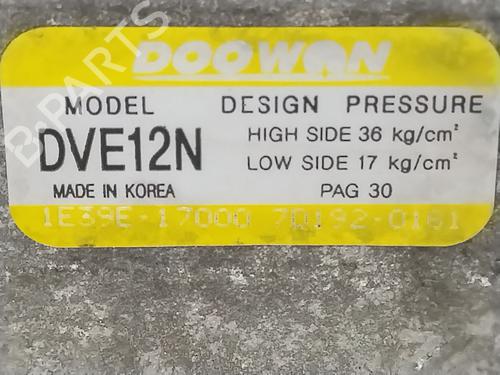 DOOWON
MODEL DESIGN PRESSURE
DVE12N HIGH SIDE 36 kg/cm²
LOW SIDE 17 kg/cm²
MADE IN KOREA PAG 30
1E39E-17000 7D192-0161
B-PARTS